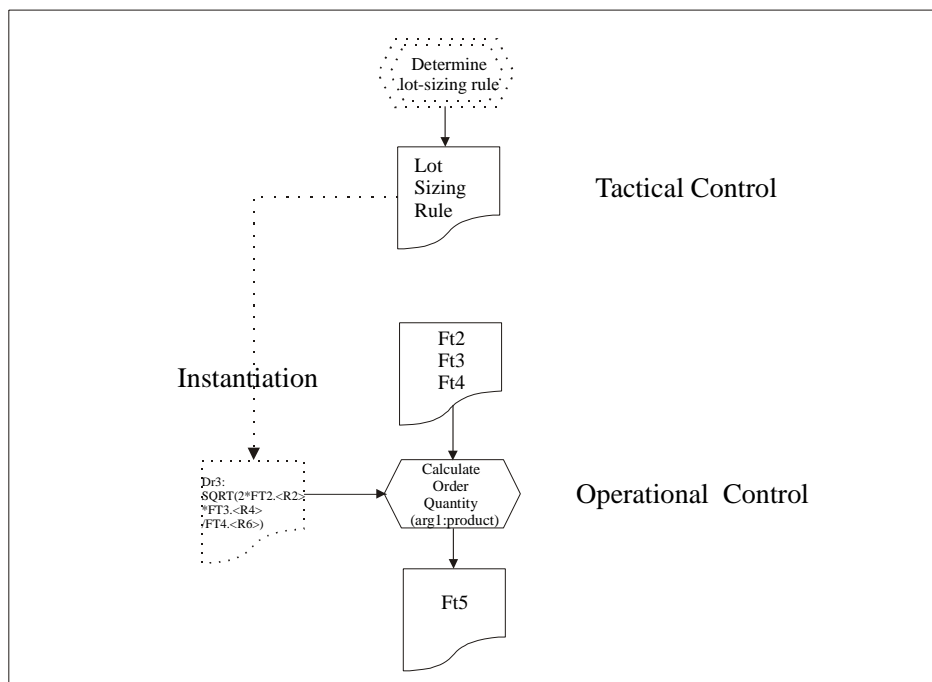 Determine
lot-sizing rule
Lot
Sizing
Rule
Tactical Control
Ft2
Ft3
Ft4
Instantiation
Dr3:
SQRT(2*FT2.<R2>
*FT3.<R4>
/FT4.<R6>)
Calculate
Order
Quantity
(arg1:product)
Operational Control
Ft5